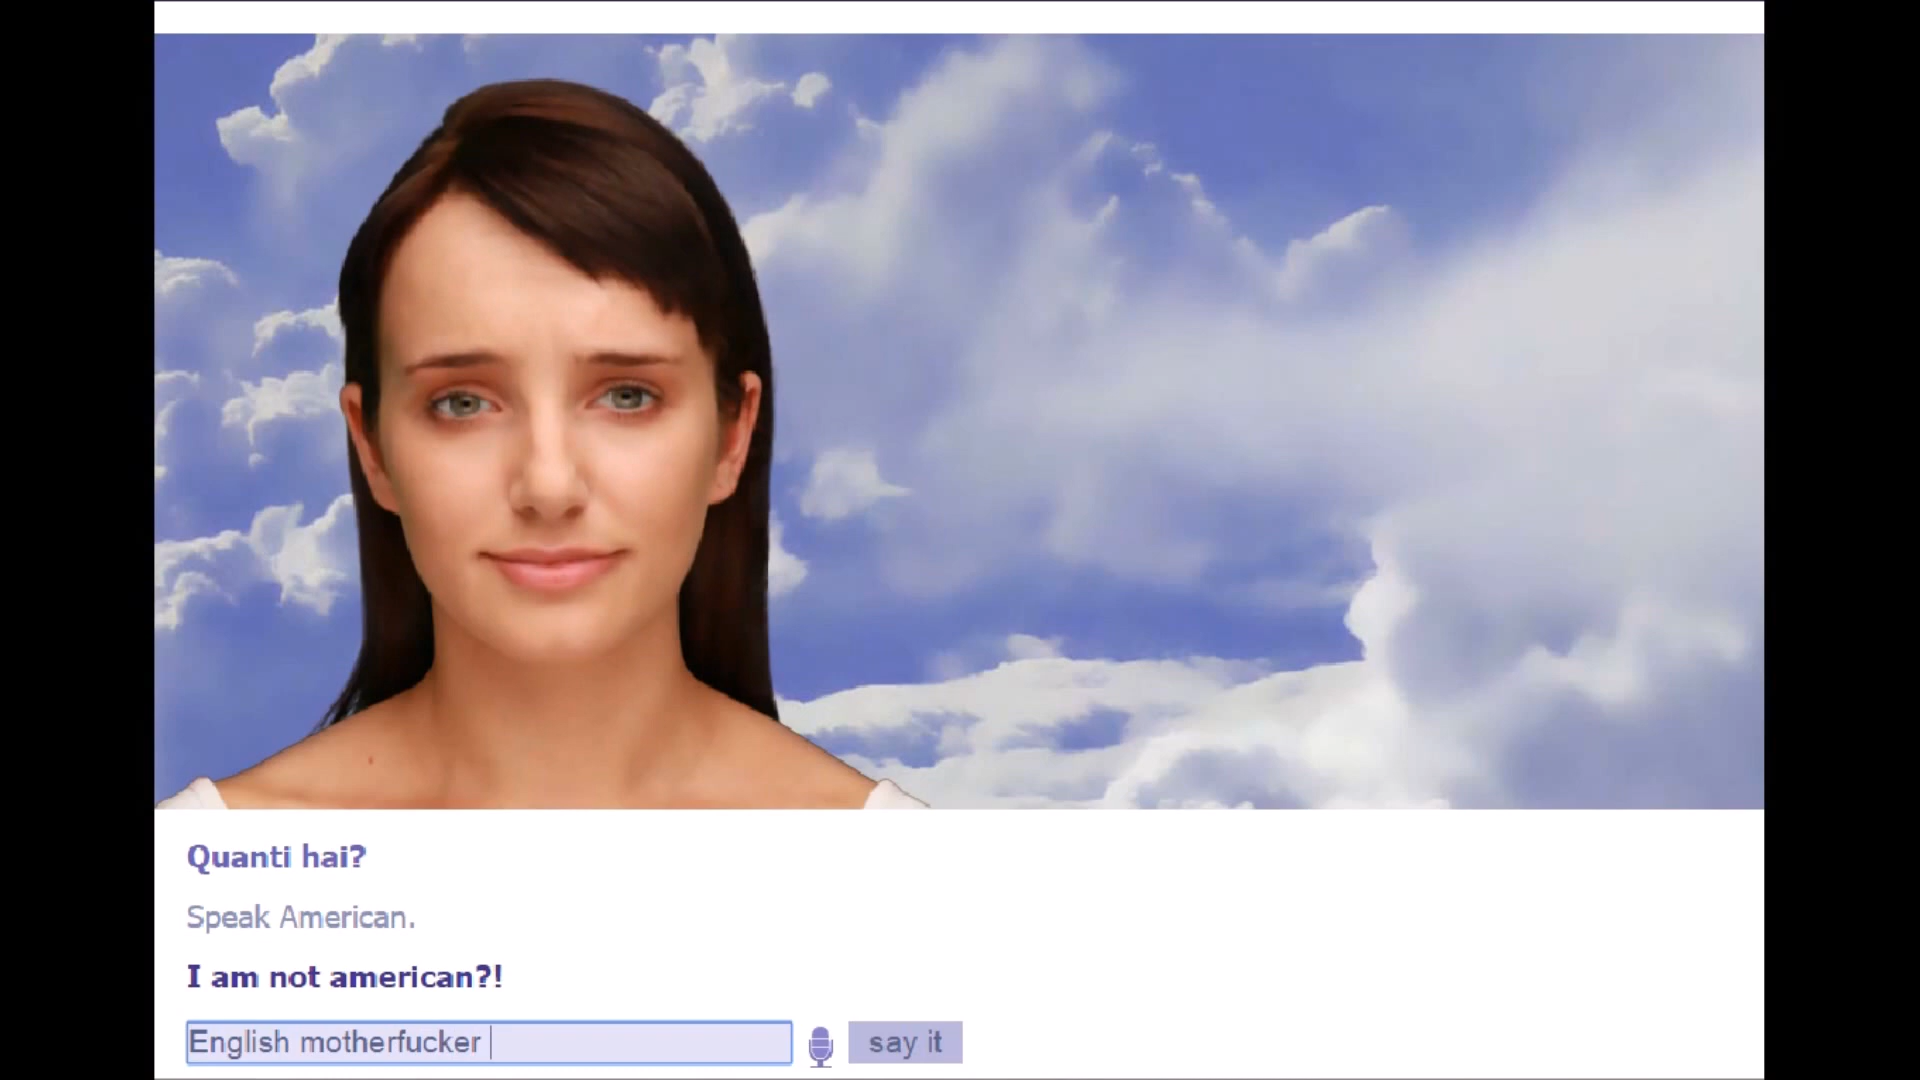 Quanti hai?
Speak American.
I am not american?!
English motherfucker
say it